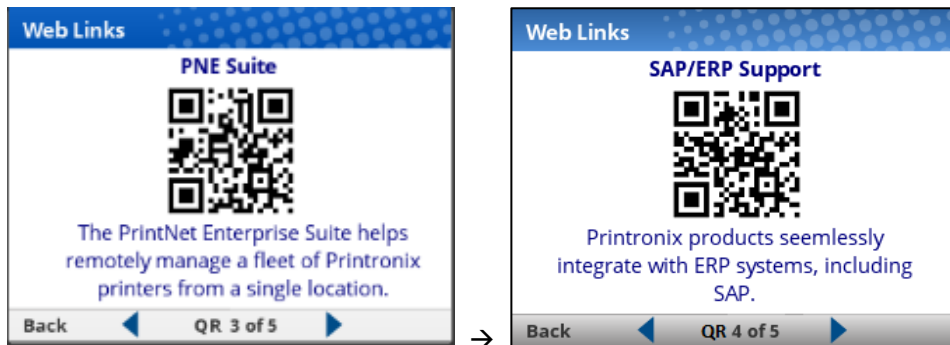 Web Links
PNE Suite
The PrintNet Enterprise Suite helps
remotely manage a fleet of Printronix
printers from a single location.
Back QR 3 of 5
→
Web Links
SAP/ERP Support
Printronix products seemlessly
integrate with ERP systems, including
SAP.
Back QR 4 of 5